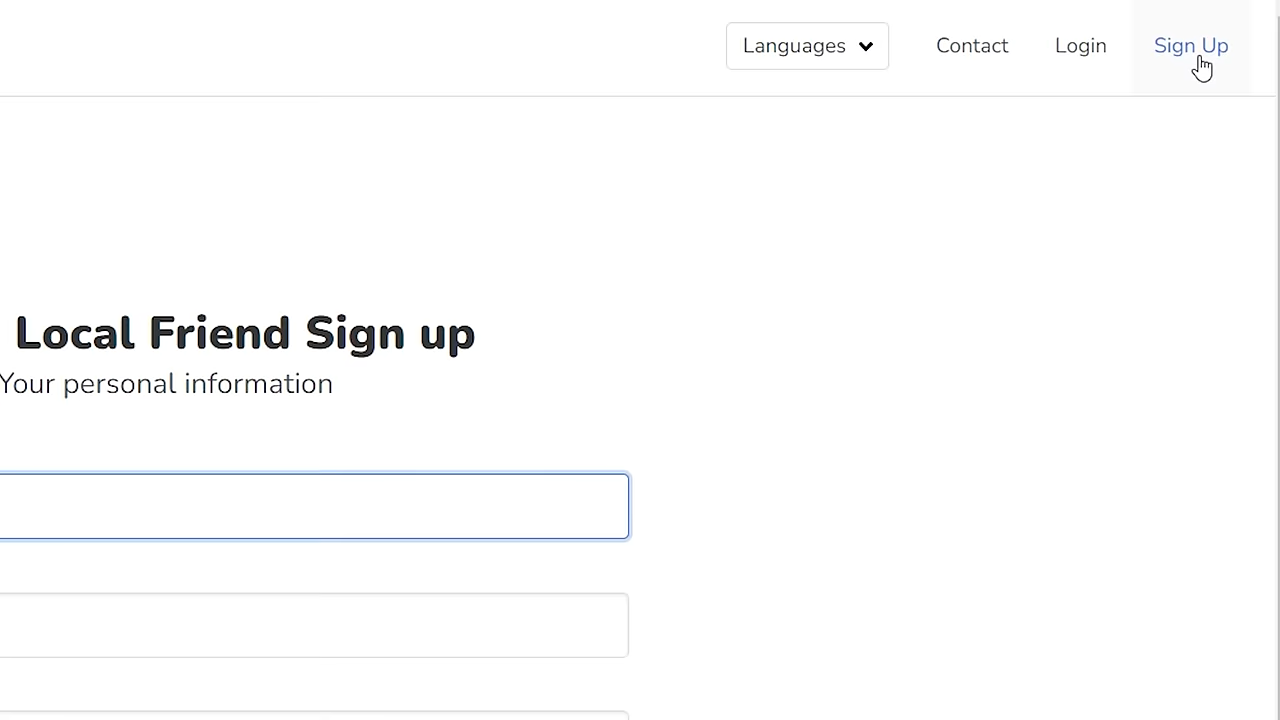 Languages Contact Login Sign Up
Local Friend Sign up
Your personal information